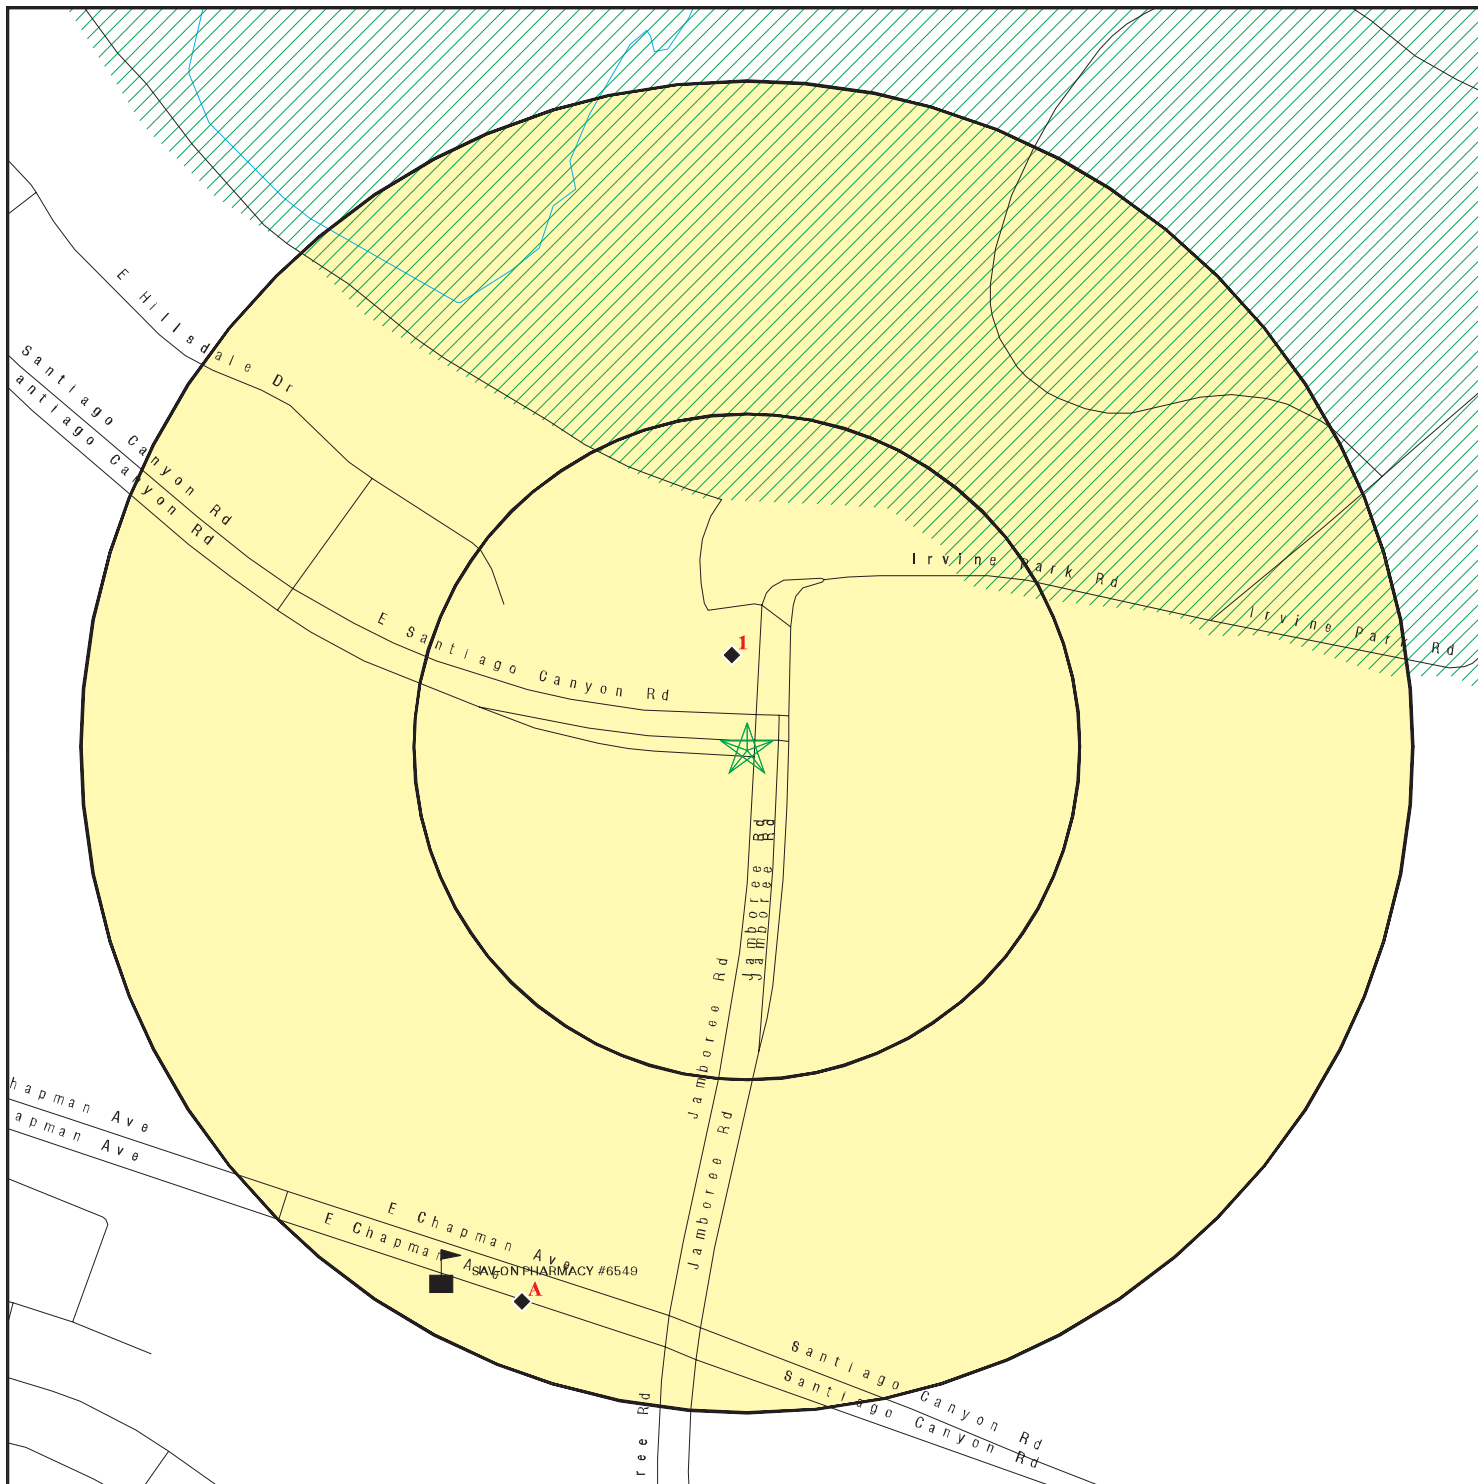 E Hillsdale Dr
Santiago Canyon Rd
antiago Canyon Rd
Irvine Park Rd
Irvine Park Rd
E Santiago Canyon Rd
1
Jamboree Rd
Jamboree Rd
Jamboree Rd
Jamboree Rd
hapman Ave
apman Ave
E Chapman Ave
E Chapman Ave
SAV-ON PHARMACY #6549
A
Santiago Canyon Rd
Santiago Canyon Rd
ree Rd